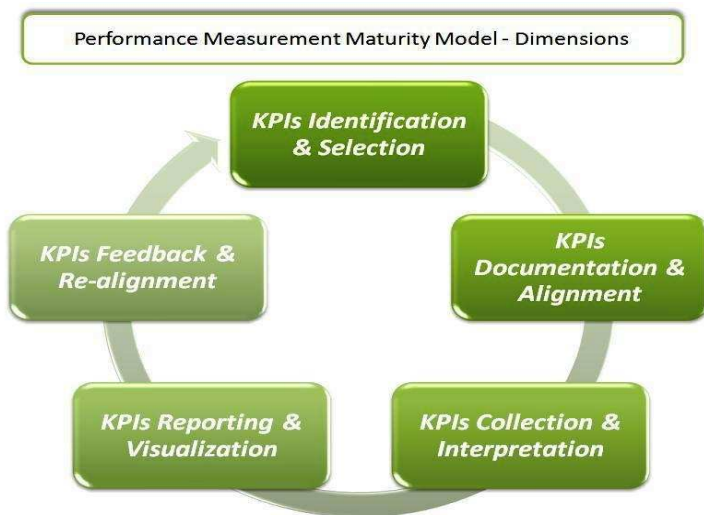 Performance Measurement Maturity Model - Dimensions
KPIs Identification
& Selection
KPIs
Documentation &
Alignment
KPIs Collection &
Interpretation
KPIs Reporting &
Visualization
KPIs Feedback &
Re-alignment